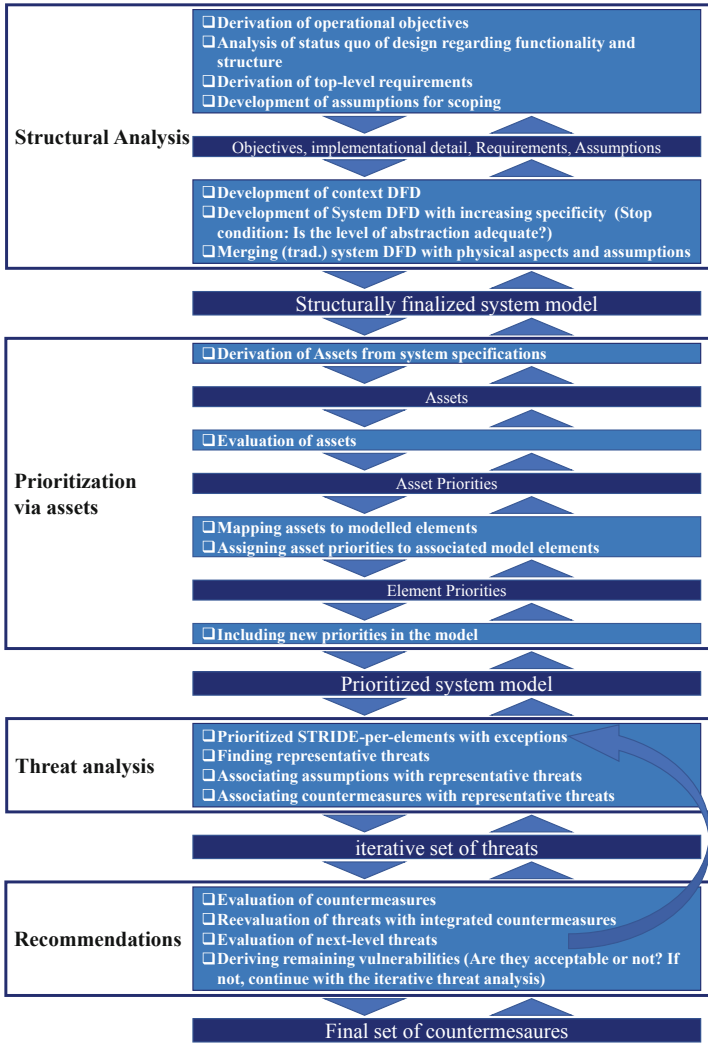 ❑Derivation of operational objectives
❑Analysis of status quo of design regarding functionality and
structure
❑Derivation of top-level requirements
❑Development of assumptions for scoping
Structural Analysis
Objectives, implementational detail, Requirements, Assumptions
❑Development of context DFD
❑Development of System DFD with increasing specificity (Stop
condition: Is the level of abstraction adequate?)
❑Merging (trad.) system DFD with physical aspects and assumptions
Structurally finalized system model
❑Derivation of Assets from system specifications
Assets
❑Evaluation of assets
Prioritization
via assets
Asset Priorities
❑Mapping assets to modelled elements
❑Assigning asset priorities to associated model elements
Element Priorities
❑Including new priorities in the model
Prioritized system model
Threat analysis
❑Prioritized STRIDE-per-elements with exceptions
❑Finding representative threats
❑Associating assumptions with representative threats
❑Associating countermeasures with representative threats
iterative set of threats
Recommendations
❑Evaluation of countermeasures
❑Reevaluation of threats with integrated countermeasures
❑Evaluation of next-level threats
❑Deriving remaining vulnerabilities (Are they acceptable or not? If
not, continue with the iterative threat analysis)
Final set of countermesaures